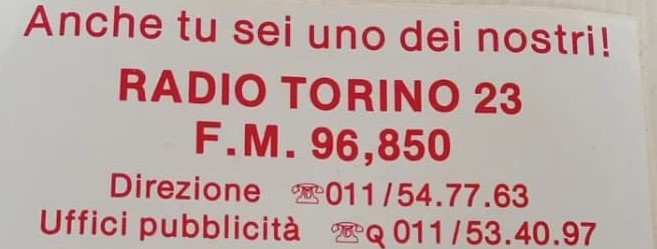 Anche tu sei uno dei nostri!
RADIO TORINO 23
F.M. 96,850
Direzione ☎011/54.77.63
Uffici pubblicità ☎Q 011/53.40.97